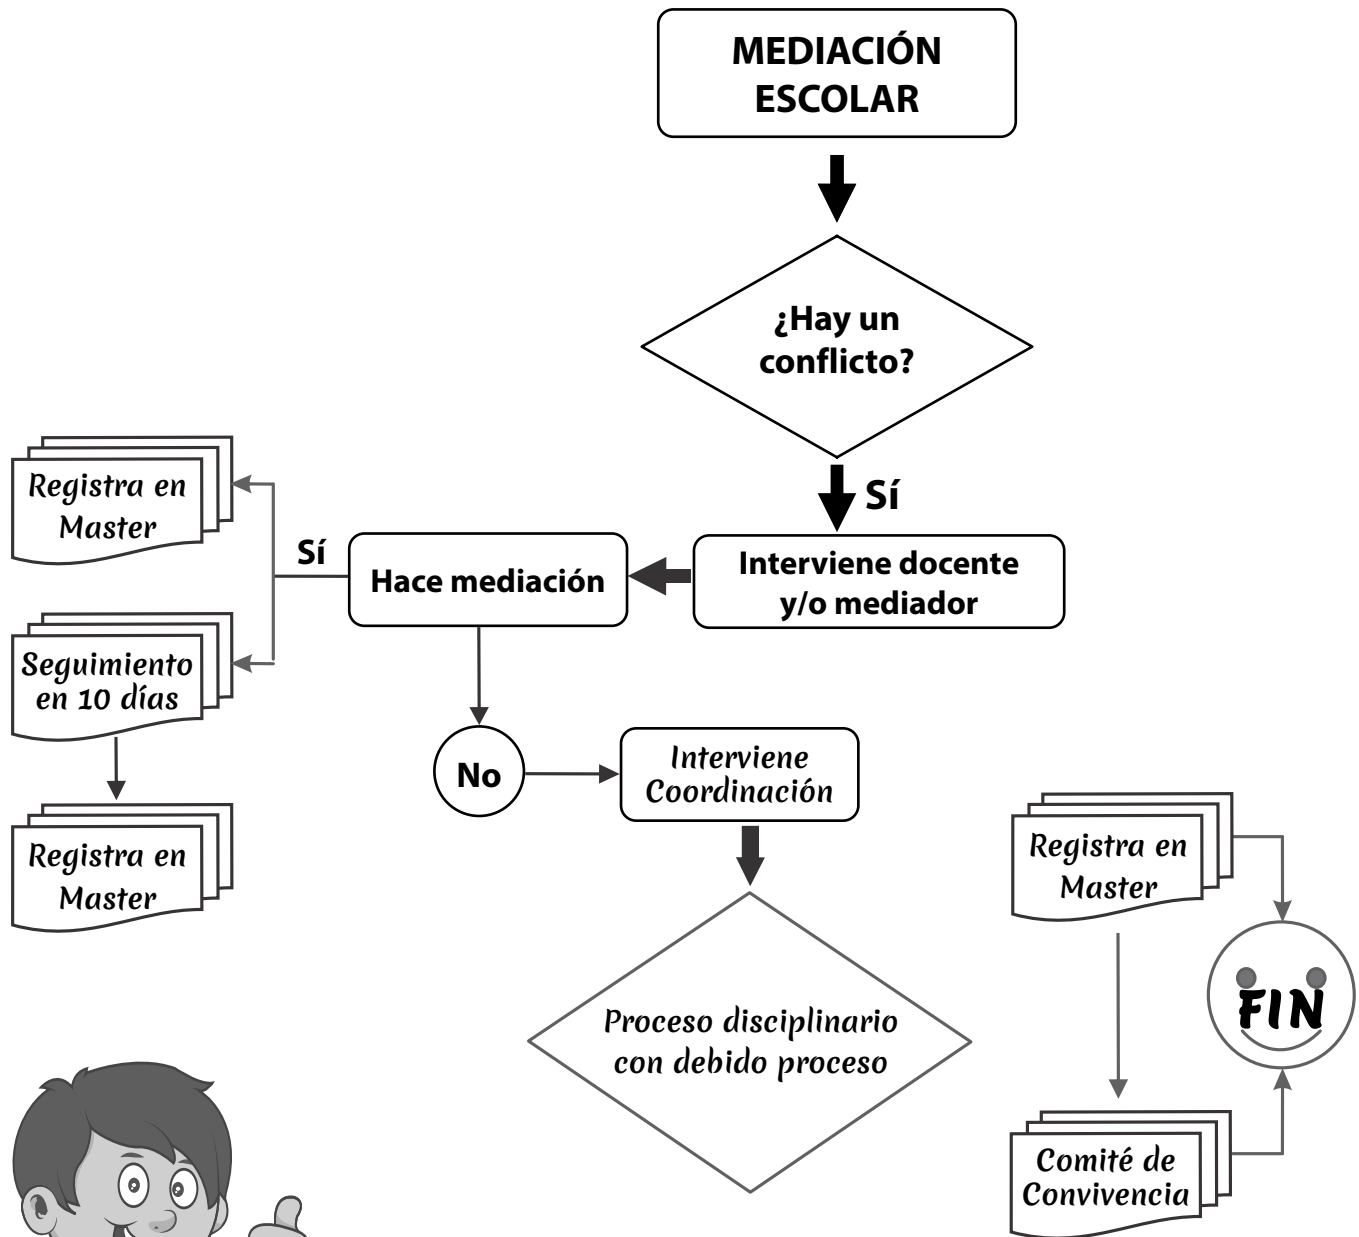 MEDIACIÓN
ESCOLAR
¿Hay un
conflicto?
Sí
Interviene docente
y/o mediador
Hace mediación
Sí
Registra en
Master
Seguimiento
en 10 días
Registra en
Master
No
Interviene
Coordinación
Proceso disciplinario
con debido proceso
Registra en
Master
Comité de
Convivencia
FIN